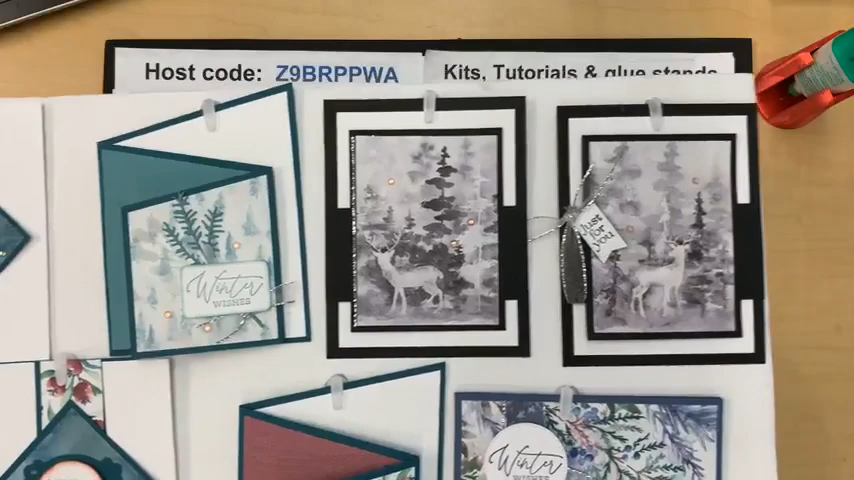 Host code: Z9BRPPWA
Kits, Tutorials & glue stands
Winter
WISHES
Just
for
you
Winter